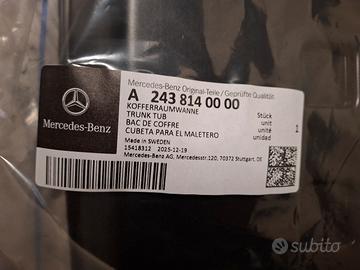 Mercedes-Benz Original-Teile / Geprüfte Qualität
A 243 814 00 00
KOFFERRAUMWANNE
TRUNK TUB
BAC DE COFFRE
CUBETA PARA EL MALETERO
Stück
unit
unité
unidad
1
Mercedes-Benz
Made in SWEDEN
15418312 2025-12-19
Mercedes-Benz AG, Mercedesstr.120, 70372 Stuttgart, DE
subito